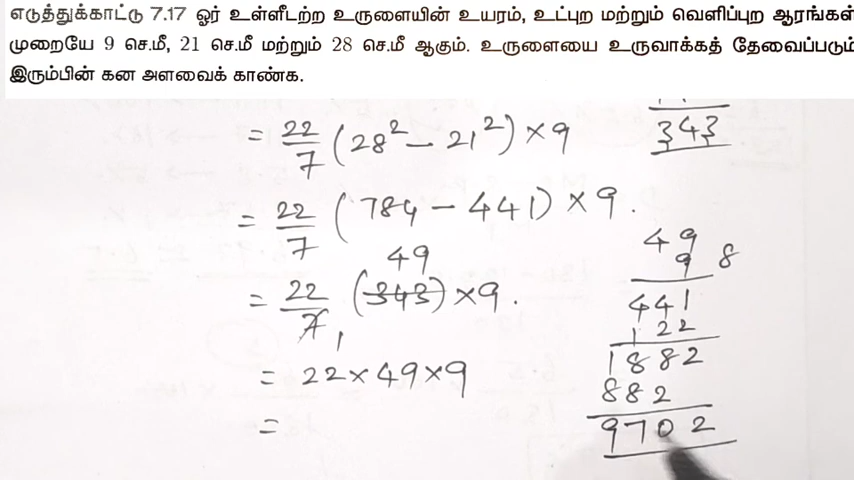 எடுத்துக்காட்டு 7.17 ஓர் உள்ளீடற்ற உருளையின் உயரம், உட்புற மற்றும் வெளிப்புற ஆரங்கள்
முறையே 9 செ.மீ, 21 செ.மீ மற்றும் 28 செ.மீ ஆகும். உருளையை உருவாக்கத் தேவைப்படும்
இரும்பின் கன அளவைக் காண்க.
= 22/7 (28² - 21²) × 9
= 22/7 (784 - 441) × 9.
49
= 22/7 (343) × 9.
1
= 22 × 49 × 9
=
343
49
9 8
441
122
1882
882
9702